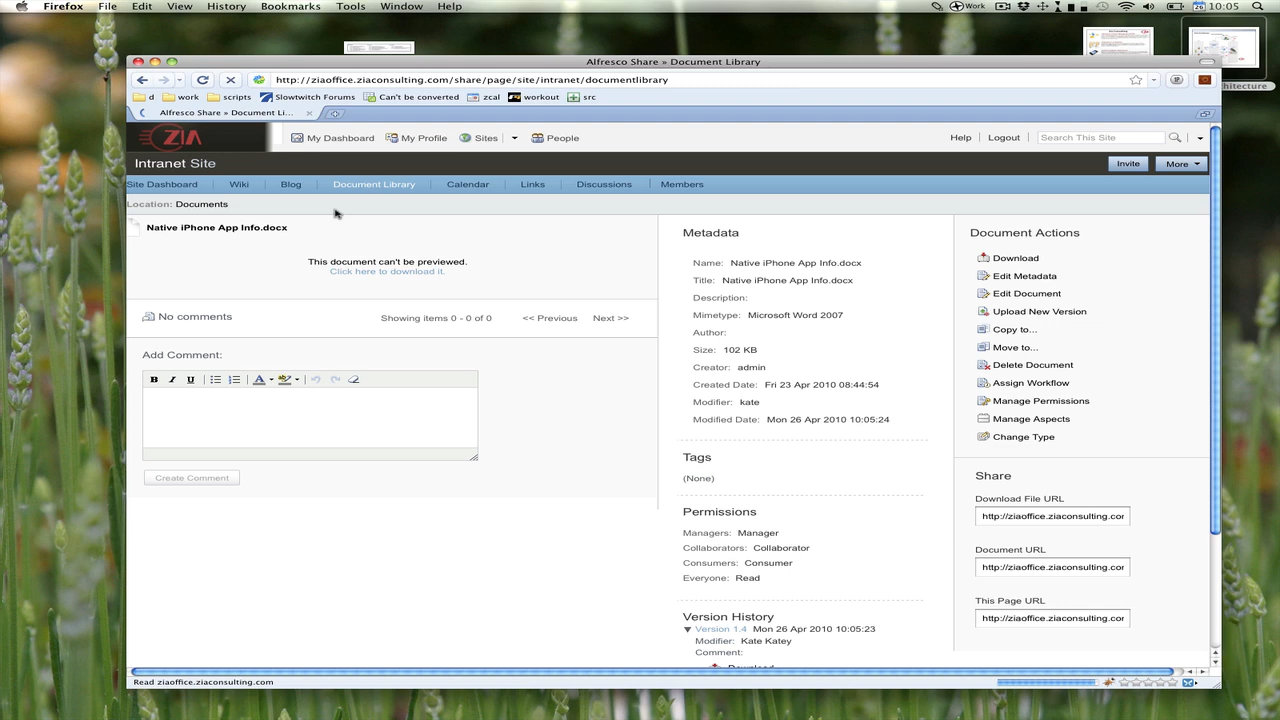 Firefox File Edit View History Bookmarks Tools Window Help Work 10:05
Alfresco Share » Document Library
http://ziaoffice.ziaconsulting.com/share/page/site/intranet/documentlibrary
d work scripts Slowtwitch Forums Can't be converted zcal workout src
Alfresco Share » Document Li...
chitecture
ZIA My Dashboard My Profile Sites People Help Logout Search This Site
Intranet Site Invite More
Site Dashboard Wiki Blog Document Library Calendar Links Discussions Members
Location: Documents
Native iPhone App Info.docx
This document can't be previewed.
Click here to download it.
No comments Showing items 0 - 0 of 0 << Previous Next >>
Add Comment:
B I U A
Create Comment
Metadata
Name: Native iPhone App Info.docx
Title: Native iPhone App Info.docx
Description:
Mimetype: Microsoft Word 2007
Author:
Size: 102 KB
Creator: admin
Created Date: Fri 23 Apr 2010 08:44:54
Modifier: kate
Modified Date: Mon 26 Apr 2010 10:05:24
Tags
(None)
Permissions
Managers: Manager
Collaborators: Collaborator
Consumers: Consumer
Everyone: Read
Version History
Version 1.4 Mon 26 Apr 2010 10:05:23
Modifier: Kate Katey
Comment:
Download
Document Actions
Download
Edit Metadata
Edit Document
Upload New Version
Copy to...
Move to...
Delete Document
Assign Workflow
Manage Permissions
Manage Aspects
Change Type
Share
Download File URL
http://ziaoffice.ziaconsulting.cor
Document URL
http://ziaoffice.ziaconsulting.cor
This Page URL
http://ziaoffice.ziaconsulting.cor
Read ziaoffice.ziaconsulting.com